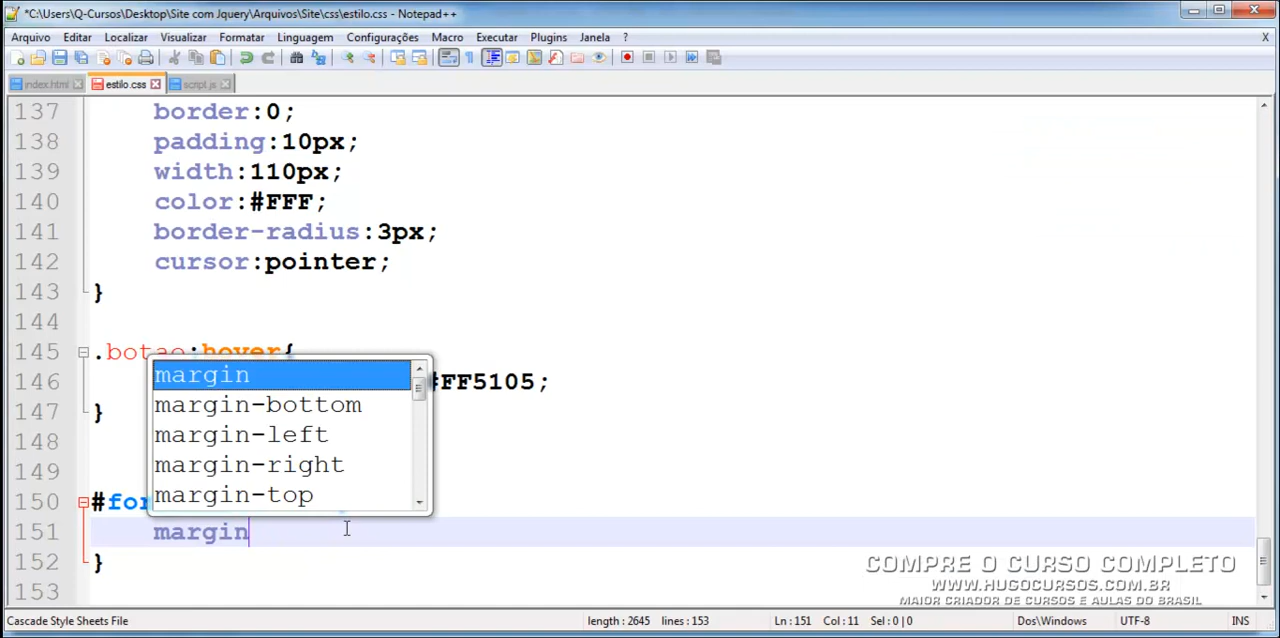 *C:\Users\Q-Cursos\Desktop\Site com Jquery\Arquivos\Site\css\estilo.css - Notepad++
Arquivo Editar Localizar Visualizar Formatar Linguagem Configurações Macro Executar Plugins Janela ? X
index.html estilo.css script.js
137 border:0;
138 padding:10px;
139 width:110px;
140 color:#FFF;
141 border-radius:3px;
142 cursor:pointer;
143 }
144
145 .botao:hover{
146 #FF5105;
147 }
148
149
150 #for
151 margin
152 }
153
margin
margin-bottom
margin-left
margin-right
margin-top
COMPRE O CURSO COMPLETO
WWW.HUGOCURSOS.COM.BR
MAIOR CRIADOR DE CURSOS E AULAS DO BRASIL
Cascade Style Sheets File length : 2645 lines : 153 Ln : 151 Col : 11 Sel : 0 | 0 Dos\Windows UTF-8 INS